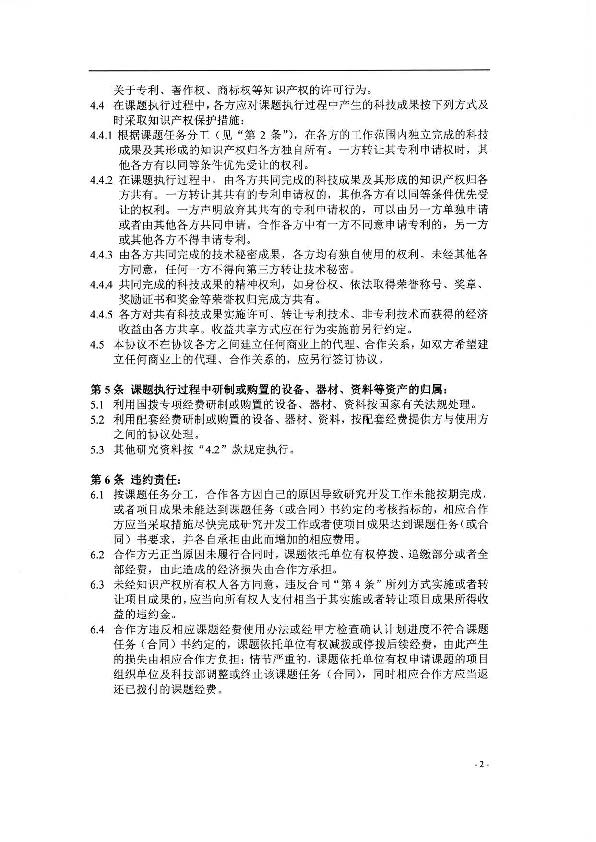 关于专利、著作权、商标权等知识产权的许可行为。
4.4 在课题执行过程中，各方应对课题执行过程中产生的科技成果按下列方式及
时采取知识产权保护措施：
4.4.1 根据课题任务分工（见“第 2 条”），在各方的工作范围内独立完成的科技
成果及其形成的知识产权归各方独自所有。一方转让其专利申请权时，其
他各方有以同等条件优先受让的权利。
4.4.2 在课题执行过程中，由各方共同完成的科技成果及其形成的知识产权归各
方共有。一方转让其共有的专利申请权的，其他各方有以同等条件优先受
让的权利。一方声明放弃其共有的专利申请权的，可以由另一方单独申请
或者由其他各方共同申请。合作各方中有一方不同意申请专利的，另一方
或其他各方不得申请专利。
4.4.3 由各方共同完成的技术秘密成果，各方均有独自使用的权利。未经其他各
方同意，任何一方不得向第三方转让技术秘密。
4.4.4 共同完成的科技成果的精神权利，如身份权、依法取得荣誉称号、奖章、
奖励证书和奖金等荣誉权归完成方共有。
4.4.5 各方对共有科技成果实施许可、转让专利技术、非专利技术而获得的经济
收益由各方共享。收益共享方式应在行为实施前另行约定。
4.5 本协议不在协议各方之间建立任何商业上的代理、合作关系，如双方希望建
立任何商业上的代理、合作关系的，应另行签订协议。
第 5 条 课题执行过程中研制或购置的设备、器材、资料等资产的归属：
5.1 利用国拨专项经费研制或购置的设备、器材、资料按国家有关法规处理。
5.2 利用配套经费研制或购置的设备、器材、资料，按配套经费提供方与使用方
之间的协议处理。
5.3 其他研究资料按“4.2”款规定执行。
第 6 条 违约责任：
6.1 按课题任务分工，合作各方因自己的原因导致研究开发工作未能按期完成，
或者项目成果未能达到课题任务（或合同）书约定的考核指标的，相应合作
方应当采取措施尽快完成研究开发工作或者使项目成果达到课题任务（或合
同）书要求，并各自承担由此而增加的相应费用。
6.2 合作方无正当原因未履行合同时，课题依托单位有权停拨、追缴部分或者全
部经费，由此造成的经济损失由合作方承担。
6.3 未经知识产权所有权人各方同意，违反合同“第 4 条”所列方式实施或者转
让项目成果的，应当向所有权人支付相当于其实施或者转让项目成果所得收
益的违约金。
6.4 合作方违反相应课题经费使用办法或经甲方检查确认计划进度不符合课题
任务（合同）书约定的，课题依托单位有权减拨或停拨后续经费，由此产生
的损失由相应合作方负担；情节严重的，课题依托单位有权申请课题的项目
组织单位及科技部调整或终止该课题任务（合同），同时相应合作方应当返
还已拨付的课题经费。
- 2 -